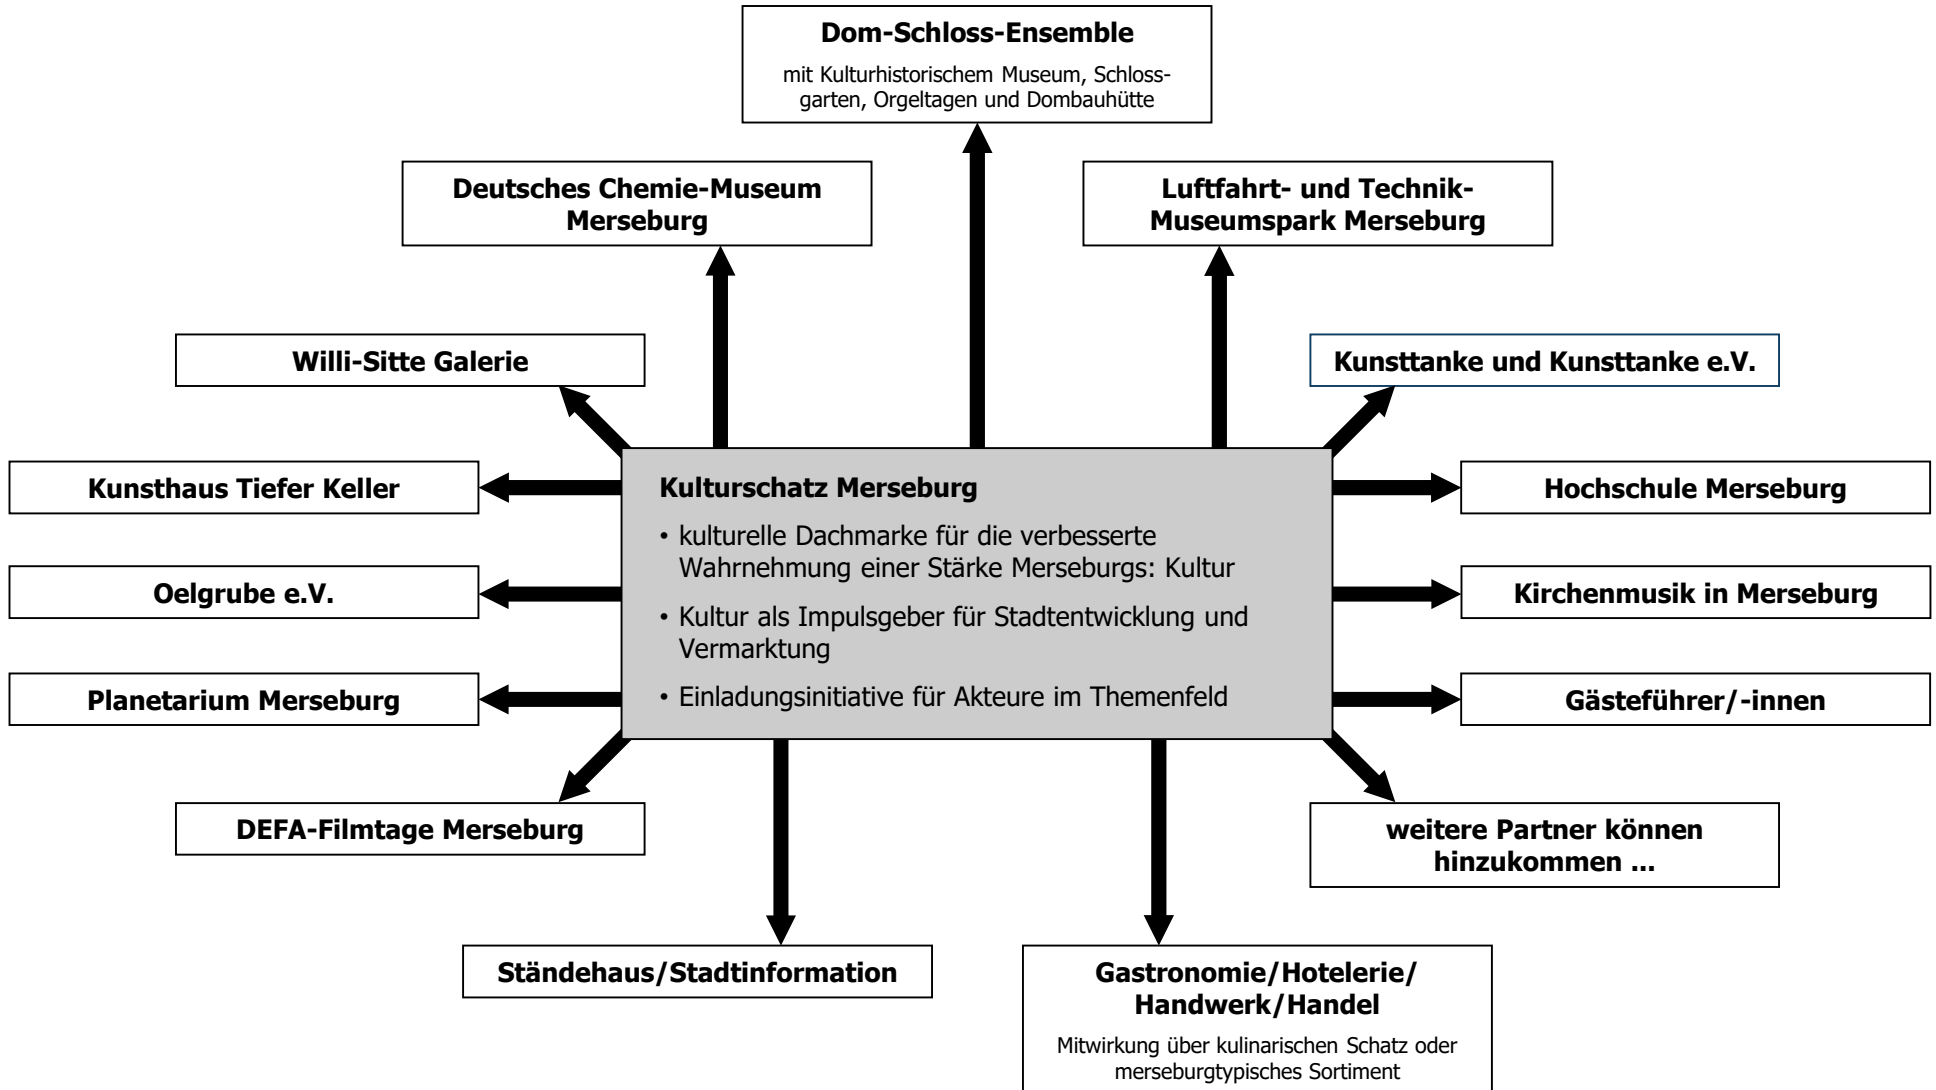 Dom-Schloss-Ensemble
mit Kulturhistorischem Museum, Schloss-
garten, Orgeltagen und Dombauhütte
Deutsches Chemie-Museum
Merseburg
Luftfahrt- und Technik-
Museumspark Merseburg
Willi-Sitte Galerie
Kunsttanke und Kunsttanke e.V.
Kunsthaus Tiefer Keller
Oelgrube e.V.
Planetarium Merseburg
Kulturschatz Merseburg
• kulturelle Dachmarke für die verbesserte
Wahrnehmung einer Stärke Merseburgs: Kultur
• Kultur als Impulsgeber für Stadtentwicklung und
Vermarktung
• Einladungsinitiative für Akteure im Themenfeld
Hochschule Merseburg
Kirchenmusik in Merseburg
Gästeführer/-innen
DEFA-Filmtage Merseburg
weitere Partner können
hinzukommen ...
Ständehaus/Stadtinformation
Gastronomie/Hotelerie/
Handwerk/Handel
Mitwirkung über kulinarischen Schatz oder
merseburgtypisches Sortiment